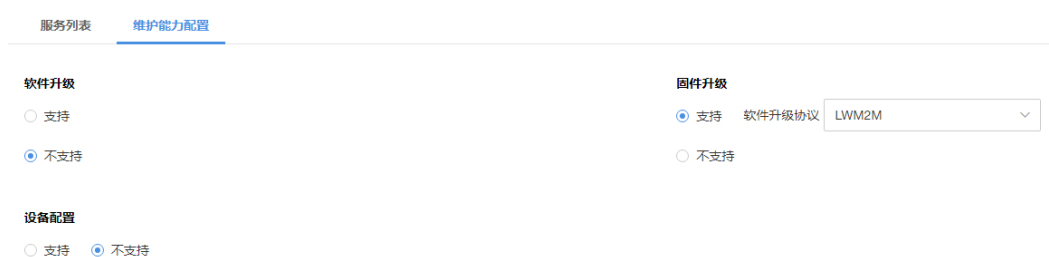 服务列表 维护能力配置
软件升级 固件升级
支持 支持 软件升级协议 LWM2M
不支持 不支持
设备配置
支持 不支持